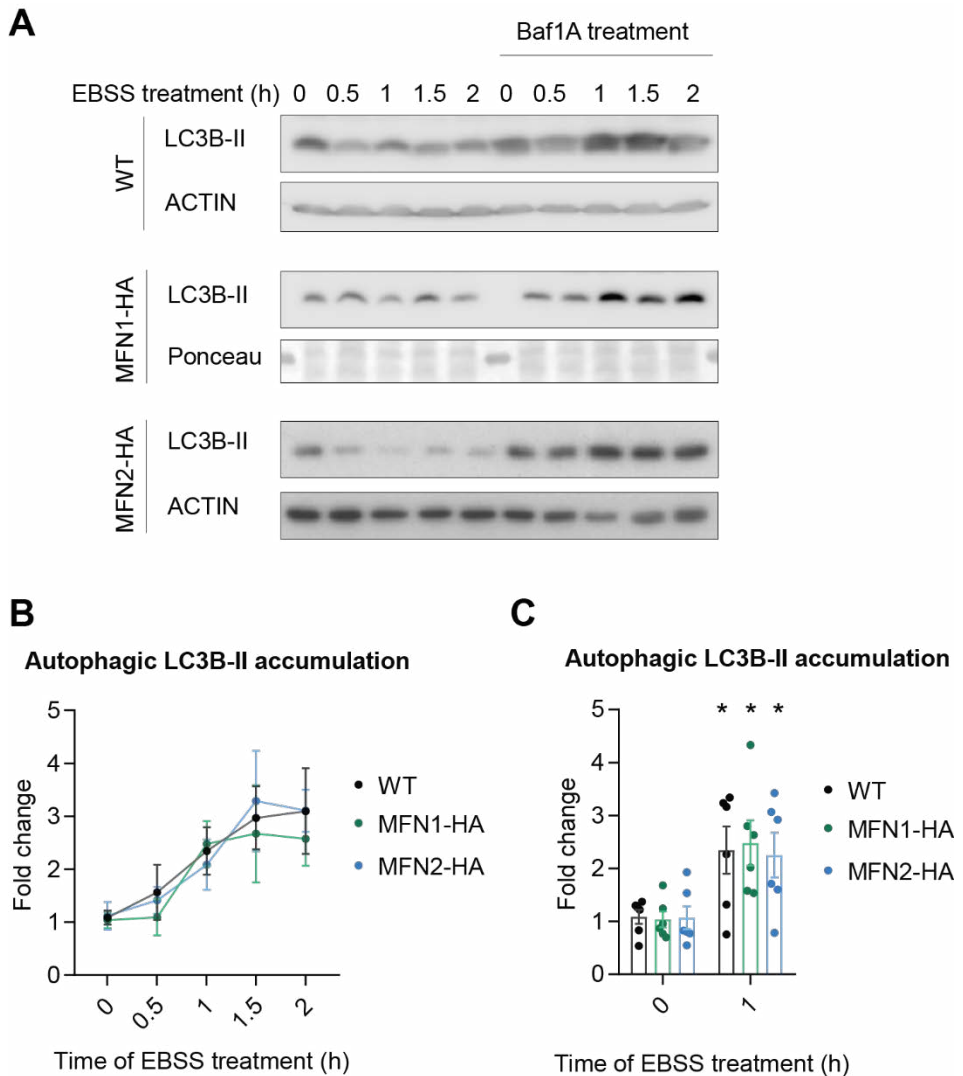 A
Baf1A treatment
EBSS treatment (h) 0 0.5 1 1.5 2 0 0.5 1 1.5 2
WT
LC3B-II
ACTIN
MFN1-HA
LC3B-II
Ponceau
MFN2-HA
LC3B-II
ACTIN
B
Autophagic LC3B-II accumulation
Fold change
5
4
3
2
1
0
0 0.5 1 1.5 2
Time of EBSS treatment (h)
WT
MFN1-HA
MFN2-HA
C
Autophagic LC3B-II accumulation
Fold change
5
4
3
2
1
0
* * *
0 1
Time of EBSS treatment (h)
WT
MFN1-HA
MFN2-HA